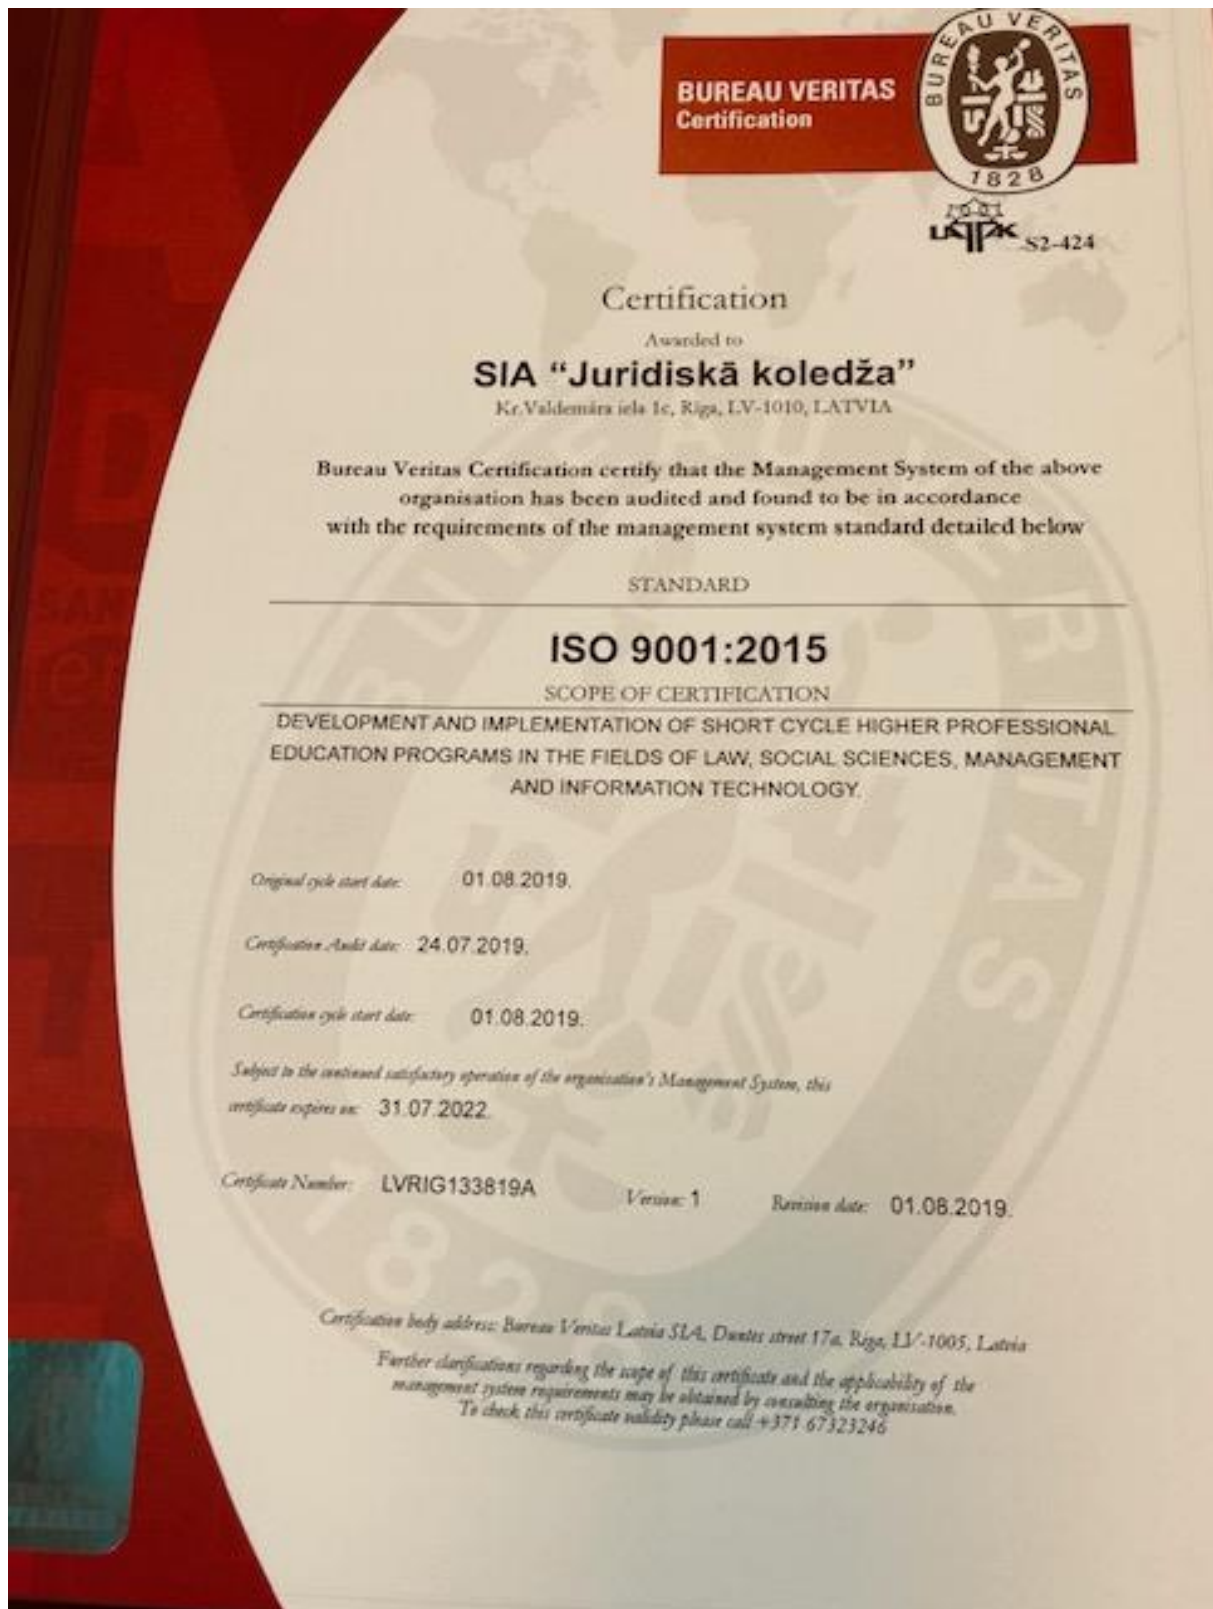 BUREAU VERITAS
Certification
BUREAU VERITAS
1828
LATAK
S2-424
Certification
Awarded to
SIA “Juridiskā koledža”
Kr.Valdemāra iela 1c, Rīga, LV-1010, LATVIA
Bureau Veritas Certification certify that the Management System of the above
organisation has been audited and found to be in accordance
with the requirements of the management system standard detailed below
STANDARD
ISO 9001:2015
SCOPE OF CERTIFICATION
DEVELOPMENT AND IMPLEMENTATION OF SHORT CYCLE HIGHER PROFESSIONAL
EDUCATION PROGRAMS IN THE FIELDS OF LAW, SOCIAL SCIENCES, MANAGEMENT
AND INFORMATION TECHNOLOGY.
Original cycle start date: 01.08.2019.
Certification Audit date: 24.07.2019.
Certification cycle start date: 01.08.2019.
Subject to the continued satisfactory operation of the organisation's Management System, this
certificate expires on: 31.07.2022.
Certificate Number: LVRIG133819A Version: 1 Revision date: 01.08.2019.
Certification body address: Bureau Veritas Latvia SIA, Duntes street 17a, Riga, LV-1005, Latvia
Further clarifications regarding the scope of this certificate and the applicability of the
management system requirements may be obtained by consulting the organisation.
To check this certificate validity please call +371 67323246